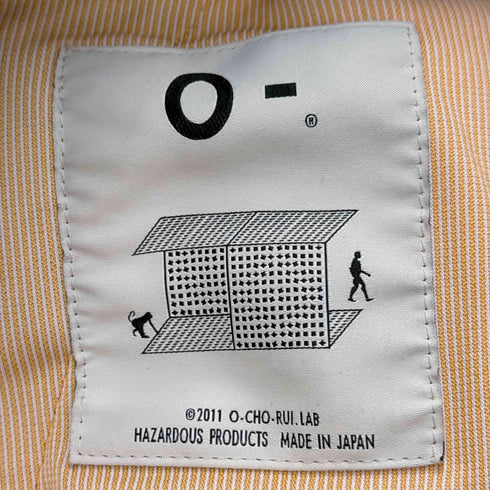 O -
®
©2011 O-CHO-RUI.LAB
HAZARDOUS PRODUCTS MADE IN JAPAN